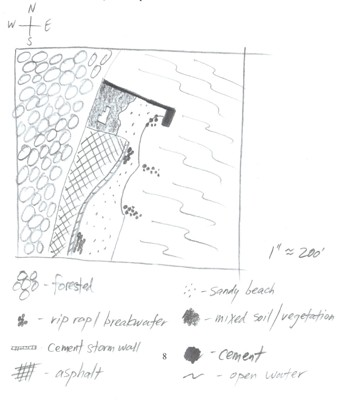 N
W E
S
1" ≈ 200'
- forested
- sandy beach
- rip rap / breakwater
- mixed soil / vegetation
- cement storm wall
8
- cement
- asphalt
- open water